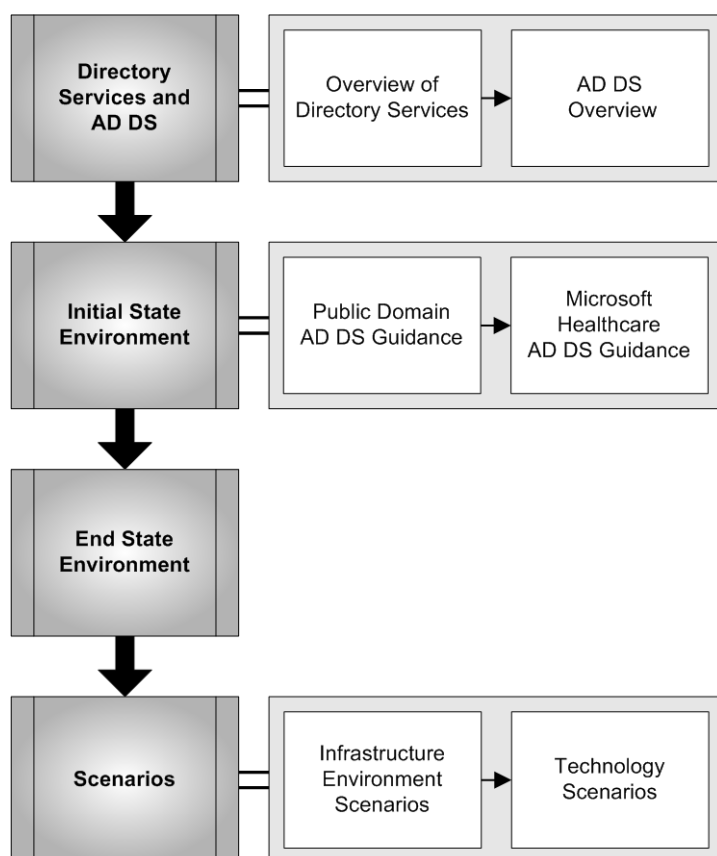 Directory
Services and
AD DS
Overview of
Directory Services
AD DS
Overview
Initial State
Environment
Public Domain
AD DS Guidance
Microsoft
Healthcare
AD DS Guidance
End State
Environment
Scenarios
Infrastructure
Environment
Scenarios
Technology
Scenarios